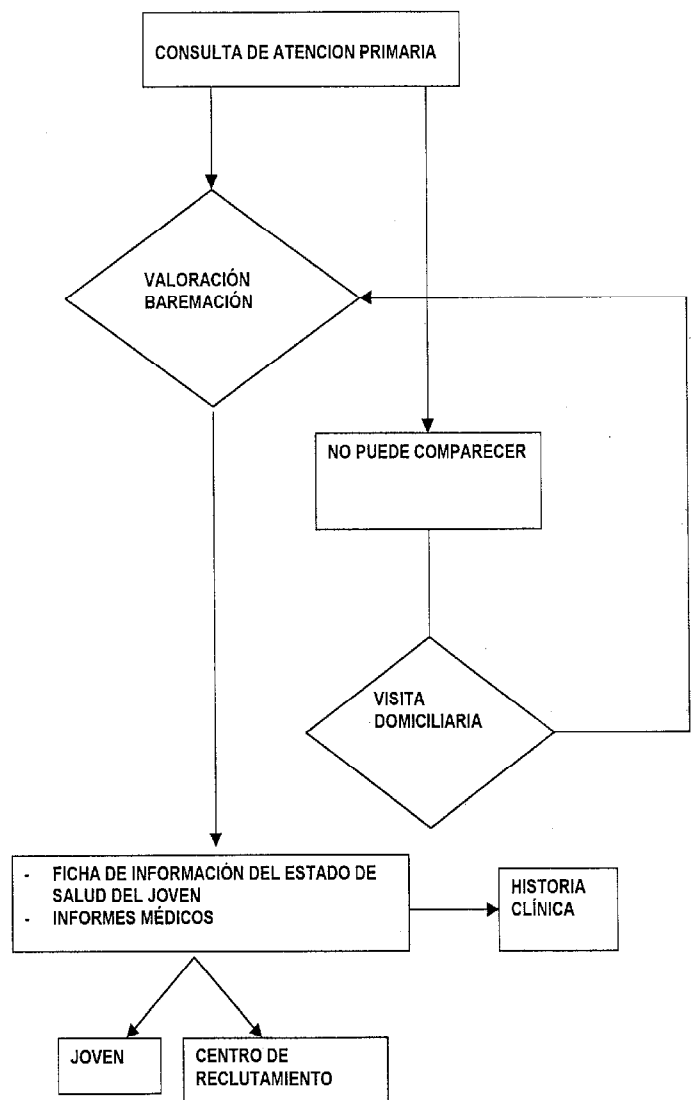 CONSULTA DE ATENCION PRIMARIA
VALORACIÓN
BAREMACIÓN
NO PUEDE COMPARECER
VISITA
DOMICILIARIA
- FICHA DE INFORMACIÓN DEL ESTADO DE
SALUD DEL JOVEN
- INFORMES MÉDICOS
HISTORIA
CLÍNICA
JOVEN
CENTRO DE
RECLUTAMIENTO